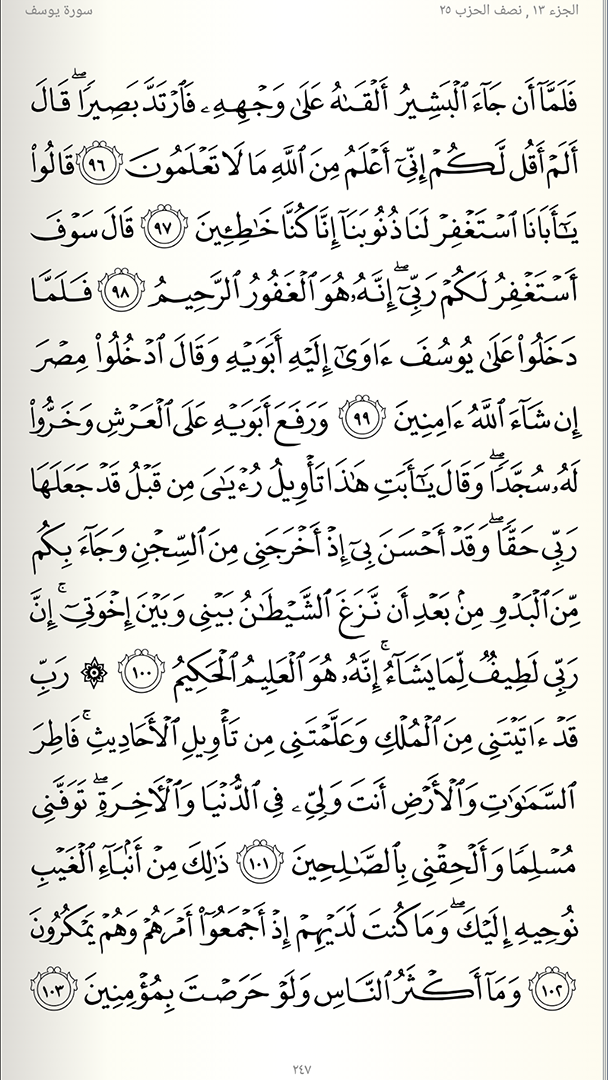 الجزء ١٣ , نصف الحزب ٢٥
سورة يوسف
فَلَمَّآ أَن جَآءَ ٱلْبَشِيرُ أَلْقَىٰهُ عَلَىٰ وَجْهِهِۦ فَٱرْتَدَّ بَصِيرًا ۖ قَالَ
أَلَمْ أَقُل لَّكُمْ إِنِّىٓ أَعْلَمُ مِنَ ٱللَّهِ مَا لَا تَعْلَمُونَ ٩٦ قَالُوا۟
يَـٰٓأَبَانَا ٱسْتَغْفِرْ لَنَا ذُنُوبَنَآ إِنَّا كُنَّا خَـٰطِـِٔينَ ٩٧ قَالَ سَوْفَ
أَسْتَغْفِرُ لَكُمْ رَبِّىٓ ۖ إِنَّهُۥ هُوَ ٱلْغَفُورُ ٱلرَّحِيمُ ٩٨ فَلَمَّا
دَخَلُوا۟ عَلَىٰ يُوسُفَ ءَاوَىٰٓ إِلَيْهِ أَبَوَيْهِ وَقَالَ ٱدْخُلُوا۟ مِصْرَ
إِن شَآءَ ٱللَّهُ ءَامِنِينَ ٩٩ وَرَفَعَ أَبَوَيْهِ عَلَى ٱلْعَرْشِ وَخَرُّوا۟
لَهُۥ سُجَّدًا ۖ وَقَالَ يَـٰٓأَبَتِ هَـٰذَا تَأْوِيلُ رُءْيَـٰىَ مِن قَبْلُ قَدْ جَعَلَهَا
رَبِّى حَقًّا ۖ وَقَدْ أَحْسَنَ بِىٓ إِذْ أَخْرَجَنِى مِنَ ٱلسِّجْنِ وَجَآءَ بِكُم
مِّنَ ٱلْبَدْوِ مِنۢ بَعْدِ أَن نَّزَغَ ٱلشَّيْطَـٰنُ بَيْنِى وَبَيْنَ إِخْوَتِىٓ ۚ إِنَّ
رَبِّى لَطِيفٌ لِّمَا يَشَآءُ ۚ إِنَّهُۥ هُوَ ٱلْعَلِيمُ ٱلْحَكِيمُ ١٠٠ ۞ رَبِّ
قَدْ ءَاتَيْتَنِى مِنَ ٱلْمُلْكِ وَعَلَّمْتَنِى مِن تَأْوِيلِ ٱلْأَحَادِيثِ ۚ فَاطِرَ
ٱلسَّمَـٰوَٰتِ وَٱلْأَرْضِ أَنتَ وَلِىِّۦ فِى ٱلدُّنْيَا وَٱلْـَٔاخِرَةِ ۖ تَوَفَّنِى
مُسْلِمًا وَأَلْحِقْنِى بِٱلصَّـٰلِحِينَ ١٠١ ذَٰلِكَ مِنْ أَنۢبَآءِ ٱلْغَيْبِ
نُوحِيهِ إِلَيْكَ ۖ وَمَا كُنتَ لَدَيْهِمْ إِذْ أَجْمَعُوٓا۟ أَمْرَهُمْ وَهُمْ يَمْكُرُونَ
١٠٢ وَمَآ أَكْثَرُ ٱلنَّاسِ وَلَوْ حَرَصْتَ بِمُؤْمِنِينَ ١٠٣
٢٤٧